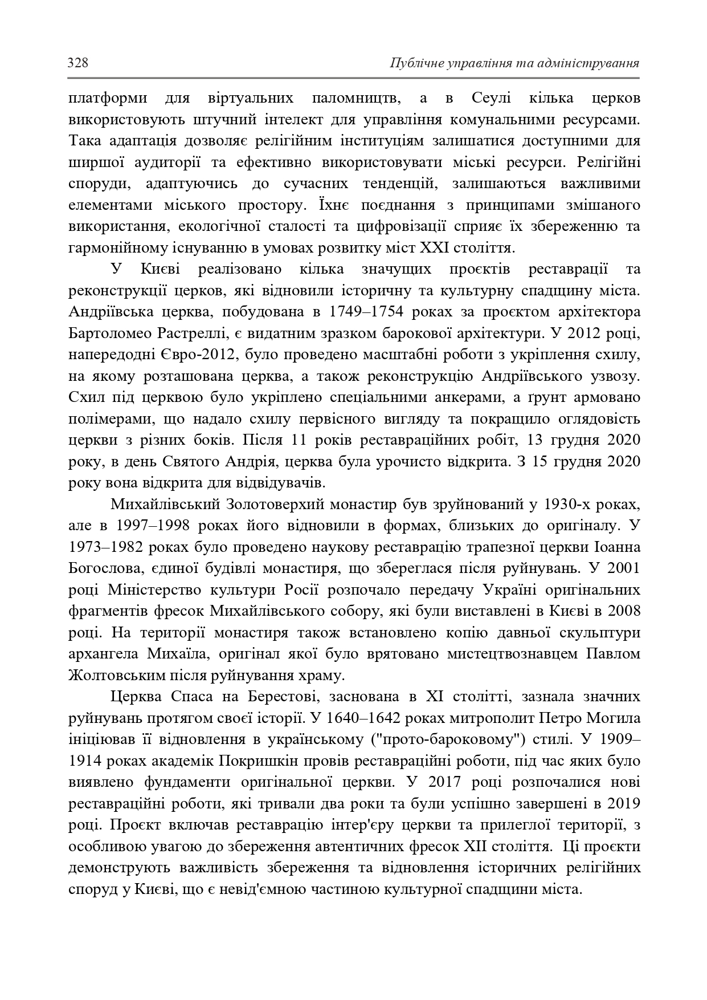 328 Публічне управління та адміністрування
платформи для віртуальних паломництв, а в Сеулі кілька церков
використовують штучний інтелект для управління комунальними ресурсами.
Така адаптація дозволяє релігійним інституціям залишатися доступними для
ширшої аудиторії та ефективно використовувати міські ресурси. Релігійні
споруди, адаптуючись до сучасних тенденцій, залишаються важливими
елементами міського простору. Їхнє поєднання з принципами змішаного
використання, екологічної сталості та цифровізації сприяє їх збереженню та
гармонійному існуванню в умовах розвитку міст XXI століття.
У Києві реалізовано кілька значущих проєктів реставрації та
реконструкції церков, які відновили історичну та культурну спадщину міста.
Андріївська церква, побудована в 1749–1754 роках за проєктом архітектора
Бартоломео Растреллі, є видатним зразком барокової архітектури. У 2012 році,
напередодні Євро-2012, було проведено масштабні роботи з укріплення схилу,
на якому розташована церква, а також реконструкцію Андріївського узвозу.
Схил під церквою було укріплено спеціальними анкерами, а ґрунт армовано
полімерами, що надало схилу первісного вигляду та покращило оглядовість
церкви з різних боків. Після 11 років реставраційних робіт, 13 грудня 2020
року, в день Святого Андрія, церква була урочисто відкрита. З 15 грудня 2020
року вона відкрита для відвідувачів.
Михайлівський Золотоверхий монастир був зруйнований у 1930-х роках,
але в 1997–1998 роках його відновили в формах, близьких до оригіналу. У
1973–1982 роках було проведено наукову реставрацію трапезної церкви Іоанна
Богослова, єдиної будівлі монастиря, що збереглася після руйнувань. У 2001
році Міністерство культури Росії розпочало передачу Україні оригінальних
фрагментів фресок Михайлівського собору, які були виставлені в Києві в 2008
році. На території монастиря також встановлено копію давньої скульптури
архангела Михаїла, оригінал якої було врятовано мистецтвознавцем Павлом
Жолтовським після руйнування храму.
Церква Спаса на Берестові, заснована в XI столітті, зазнала значних
руйнувань протягом своєї історії. У 1640–1642 роках митрополит Петро Могила
ініціював її відновлення в українському ("прото-бароковому") стилі. У 1909–
1914 роках академік Покришкін провів реставраційні роботи, під час яких було
виявлено фундаменти оригінальної церкви. У 2017 році розпочалися нові
реставраційні роботи, які тривали два роки та були успішно завершені в 2019
році. Проєкт включав реставрацію інтер'єру церкви та прилеглої території, з
особливою увагою до збереження автентичних фресок XII століття.  Ці проєкти
демонструють важливість збереження та відновлення історичних релігійних
споруд у Києві, що є невід'ємною частиною культурної спадщини міста.